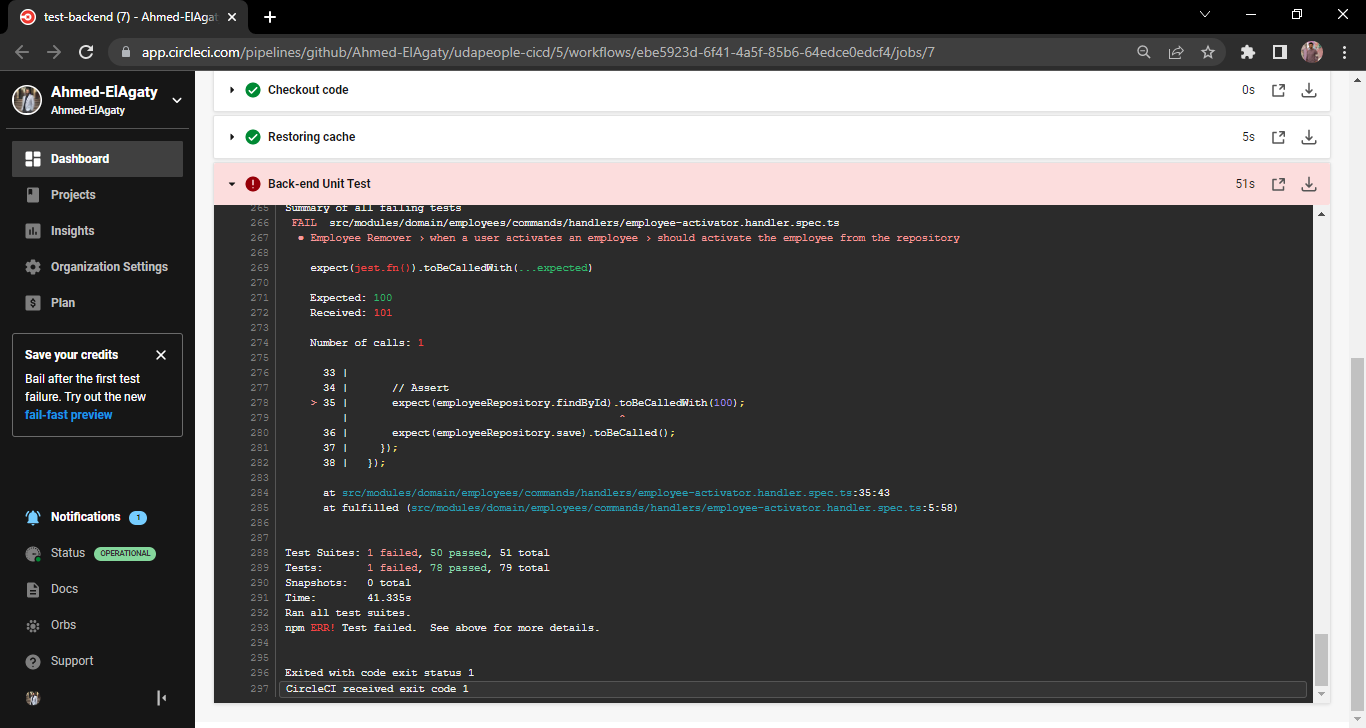 test-backend (7) - Ahmed-ElAgat
app.circleci.com/pipelines/github/Ahmed-ElAgaty/udapeople-cicd/5/workflows/ebe5923d-6f41-4a5f-85b6-64edce0edcf4/jobs/7
Ahmed-ElAgaty
Ahmed-ElAgaty
Dashboard
Projects
Insights
Organization Settings
Plan
Save your credits
Bail after the first test
failure. Try out the new
fail-fast preview
Notifications 1
Status OPERATIONAL
Docs
Orbs
Support
Checkout code 0s
Restoring cache 5s
Back-end Unit Test 51s
265 Summary of all failing tests
266 FAIL src/modules/domain/employees/commands/handlers/employee-activator.handler.spec.ts
267 ● Employee Remover › when a user activates an employee › should activate the employee from the repository
268
269 expect(jest.fn()).toBeCalledWith(...expected)
270
271 Expected: 100
272 Received: 101
273
274 Number of calls: 1
275
276 33 |
277 34 | // Assert
278 > 35 | expect(employeeRepository.findById).toBeCalledWith(100);
279 | ^
280 36 | expect(employeeRepository.save).toBeCalled();
281 37 | });
282 38 | });
283
284 at src/modules/domain/employees/commands/handlers/employee-activator.handler.spec.ts:35:43
285 at fulfilled (src/modules/domain/employees/commands/handlers/employee-activator.handler.spec.ts:5:58)
286
287
288 Test Suites: 1 failed, 50 passed, 51 total
289 Tests: 1 failed, 78 passed, 79 total
290 Snapshots: 0 total
291 Time: 41.335s
292 Ran all test suites.
293 npm ERR! Test failed. See above for more details.
294
295
296 Exited with code exit status 1
297 CircleCI received exit code 1